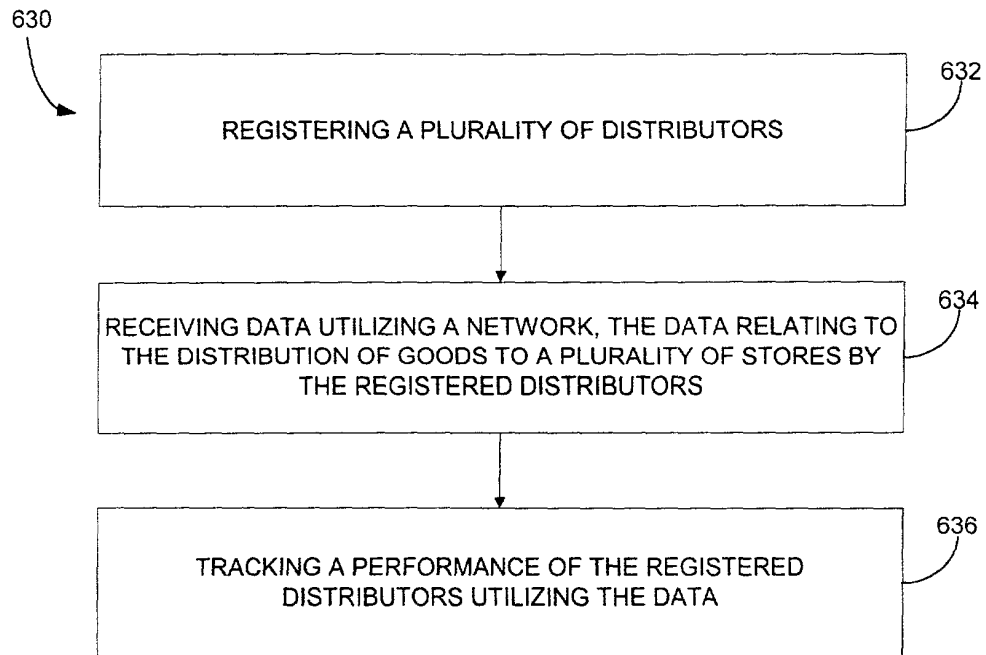 630
632
REGISTERING A PLURALITY OF DISTRIBUTORS
634
RECEIVING DATA UTILIZING A NETWORK, THE DATA RELATING TO
THE DISTRIBUTION OF GOODS TO A PLURALITY OF STORES BY
THE REGISTERED DISTRIBUTORS
636
TRACKING A PERFORMANCE OF THE REGISTERED
DISTRIBUTORS UTILIZING THE DATA